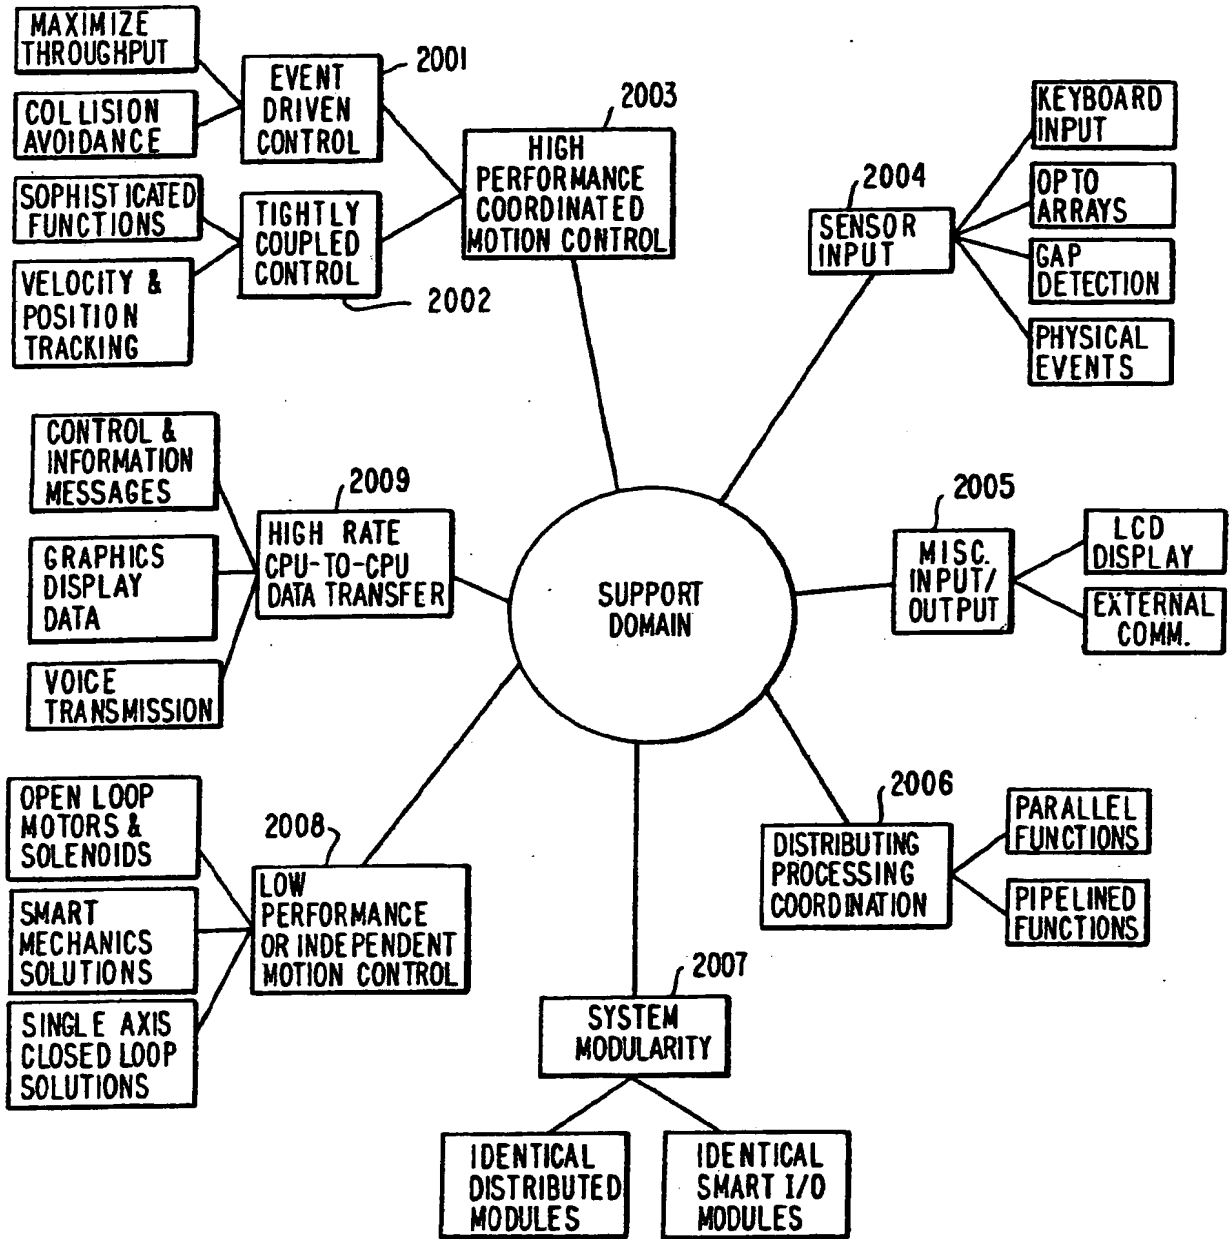 MAXIMIZE
THROUGHPUT
COLLISION
AVOIDANCE
SOPHISTICATED
FUNCTIONS
VELOCITY &
POSITION
TRACKING
EVENT
DRIVEN
CONTROL
2001
TIGHTLY
COUPLED
CONTROL
2002
2003
HIGH
PERFORMANCE
COORDINATED
MOTION CONTROL
2004
SENSOR
INPUT
KEYBOARD
INPUT
OPTO
ARRAYS
GAP
DETECTION
PHYSICAL
EVENTS
CONTROL &
INFORMATION
MESSAGES
GRAPHICS
DISPLAY
DATA
VOICE
TRANSMISSION
2009
HIGH RATE
CPU-TO-CPU
DATA TRANSFER
SUPPORT
DOMAIN
2005
MISC.
INPUT/
OUTPUT
LCD
DISPLAY
EXTERNAL
COMM.
OPEN LOOP
MOTORS &
SOLENOIDS
SMART
MECHANICS
SOLUTIONS
SINGLE AXIS
CLOSED LOOP
SOLUTIONS
2008
LOW
PERFORMANCE
OR INDEPENDENT
MOTION CONTROL
2006
DISTRIBUTING
PROCESSING
COORDINATION
PARALLEL
FUNCTIONS
PIPELINED
FUNCTIONS
2007
SYSTEM
MODULARITY
IDENTICAL
DISTRIBUTED
MODULES
IDENTICAL
SMART I/O
MODULES